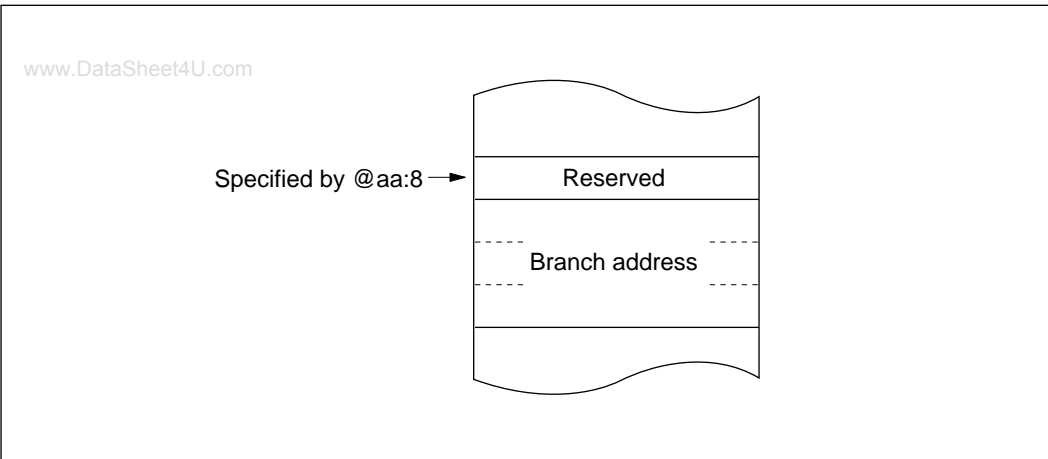 www.DataSheet4U.com
Specified by @aa:8
Reserved
Branch address